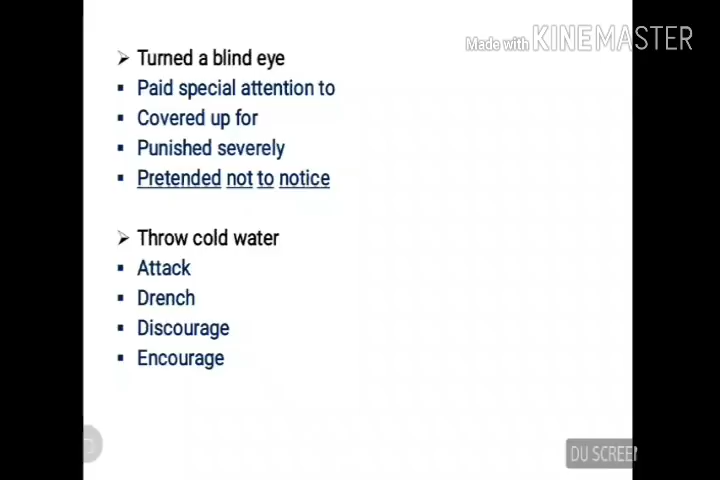 Made with KINEMASTER
Turned a blind eye
Paid special attention to
Covered up for
Punished severely
Pretended not to notice
Throw cold water
Attack
Drench
Discourage
Encourage
DU SCREEN